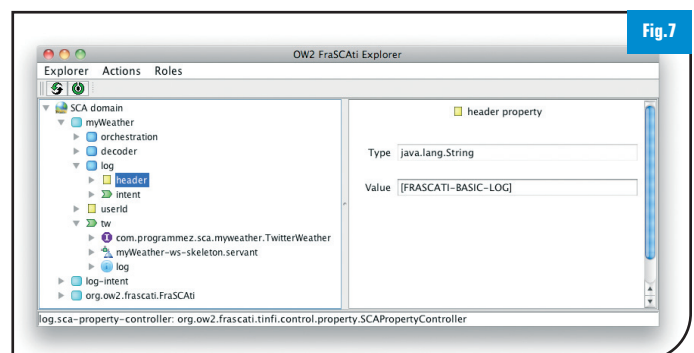 Fig.7
OW2 FraSCAti Explorer
Explorer Actions Roles
SCA domain
myWeather
orchestration
decoder
log
header
intent
userId
tw
com.programmez.sca.myweather.TwitterWeather
myWeather-ws-skeleton.servant
log
log-intent
org.ow2.frascati.FraSCAti
header property
Type java.lang.String
Value [FRASCATI-BASIC-LOG]
log.sca-property-controller: org.ow2.frascati.tinfi.control.property.SCAPropertyController